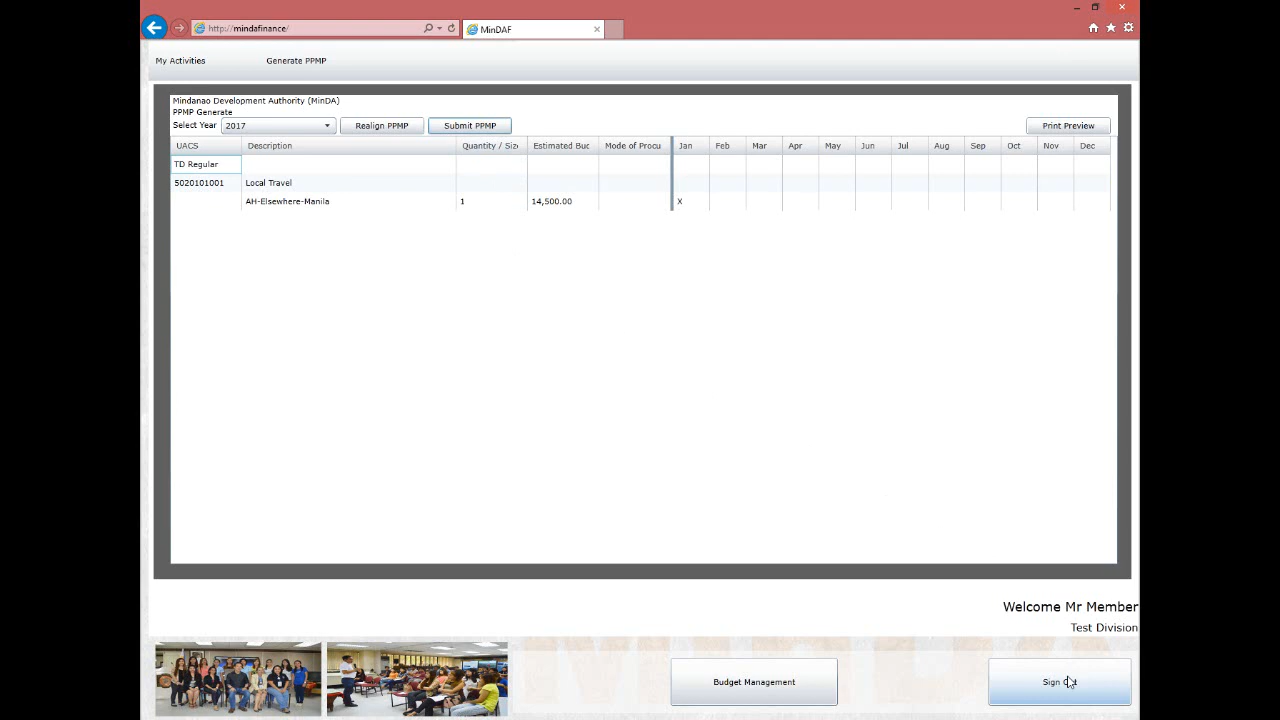 http://mindafinance/
MinDAF
My Activities Generate PPMP
Mindanao Development Authority (MinDA)
PPMP Generate
Select Year 2017 Realign PPMP Submit PPMP Print Preview
UACS Description Quantity / Siz Estimated Buc Mode of Procu Jan Feb Mar Apr May Jun Jul Aug Sep Oct Nov Dec
TD Regular
5020101001 Local Travel
AH-Elsewhere-Manila 1 14,500.00 X
Welcome Mr Member
Test Division
Budget Management Sign Out